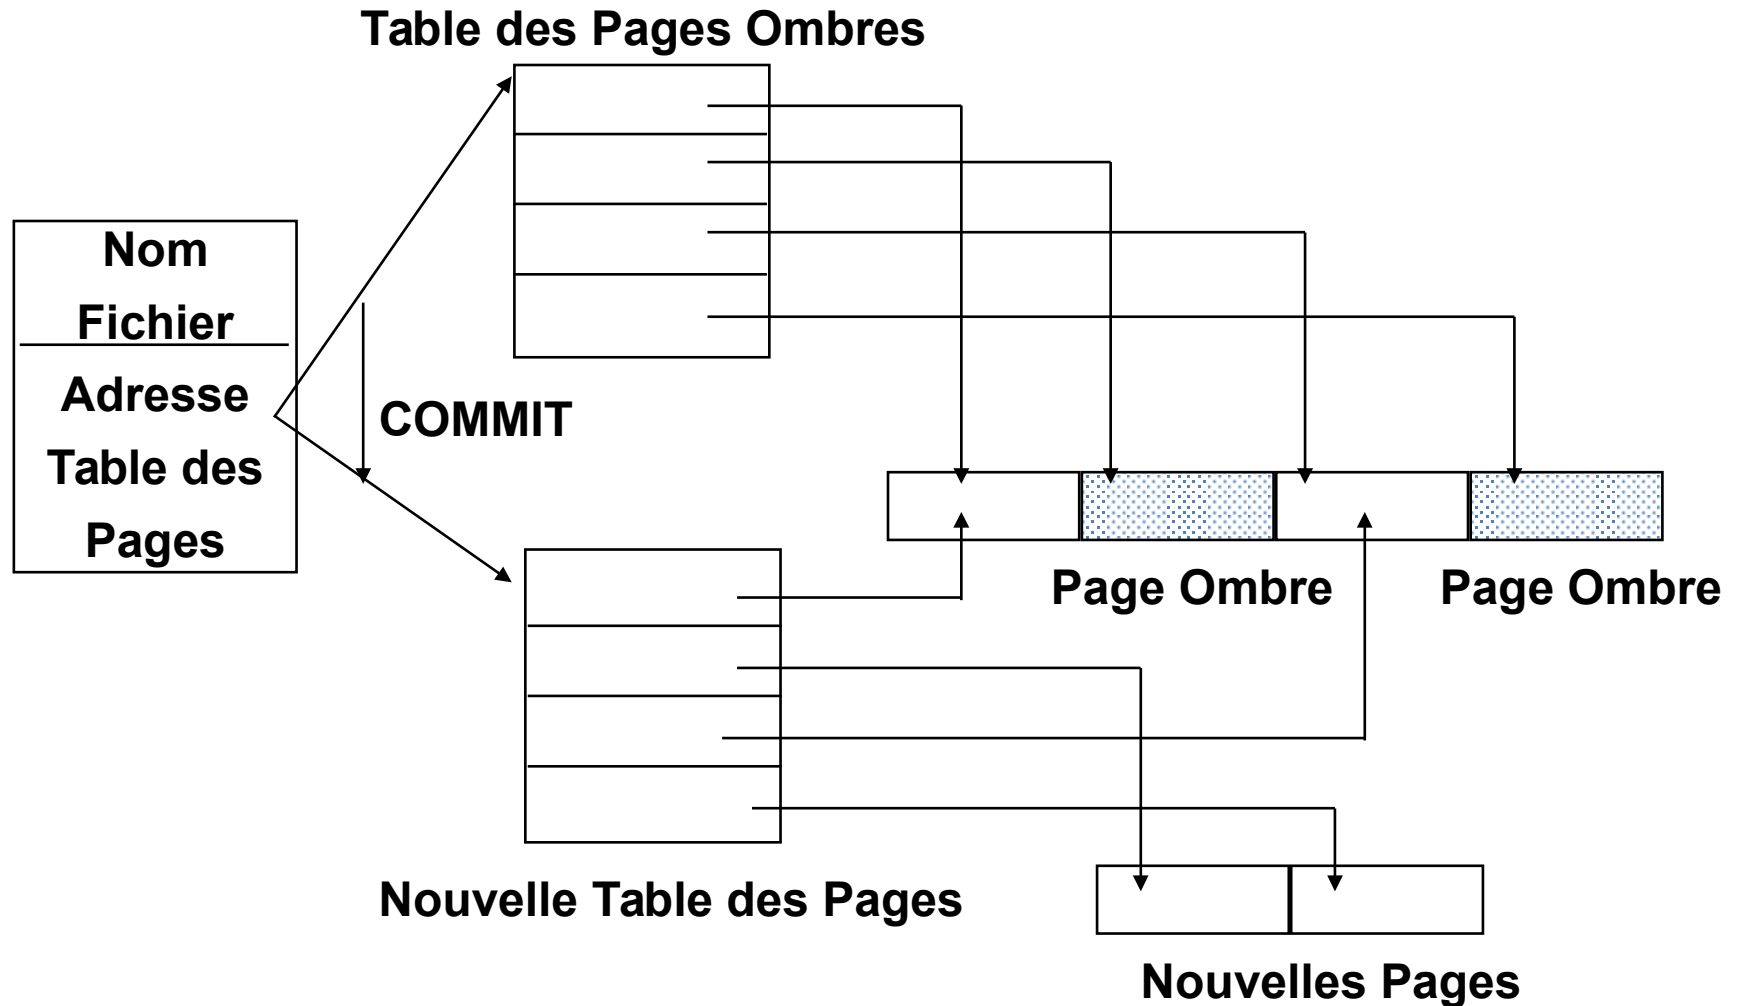 Table des Pages Ombres
Nom
Fichier
Adresse
Table des
Pages
COMMIT
Page Ombre
Page Ombre
Nouvelle Table des Pages
Nouvelles Pages